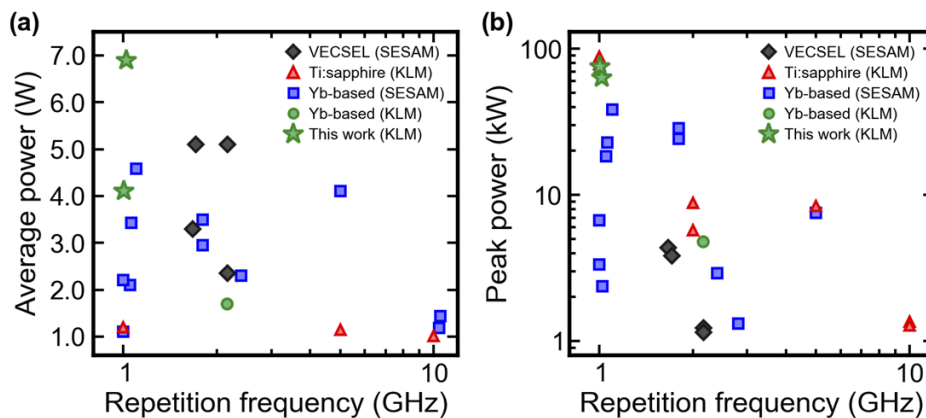 (a)
Average power (W)
7.0
6.0
5.0
4.0
3.0
2.0
1.0
VECSEL (SESAM)
Ti:sapphire (KLM)
Yb-based (SESAM)
Yb-based (KLM)
This work (KLM)
1
10
Repetition frequency (GHz)
(b)
Peak power (kW)
100
10
1
VECSEL (SESAM)
Ti:sapphire (KLM)
Yb-based (SESAM)
Yb-based (KLM)
This work (KLM)
1
10
Repetition frequency (GHz)